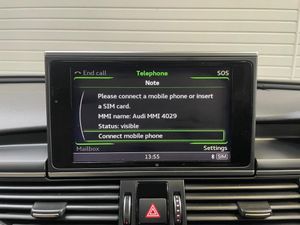 End call Telephone SOS
Note
Please connect a mobile phone or insert
a SIM card.
MMI name: Audi MMI 4029
Status: visible
Connect mobile phone
Mailbox Settings
13:55 SIM